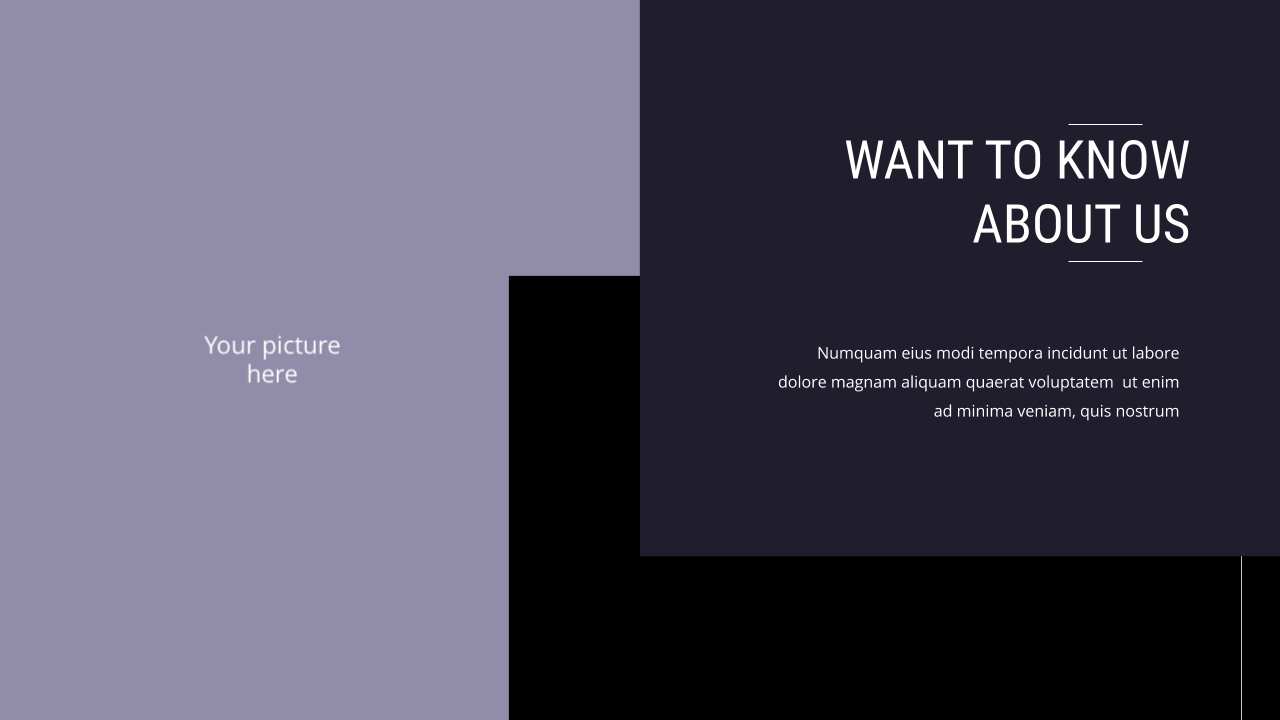 WANT TO KNOW
ABOUT US
Your picture
here
Numquam eius modi tempora incidunt ut labore
dolore magnam aliquam quaerat voluptatem  ut enim
ad minima veniam, quis nostrum